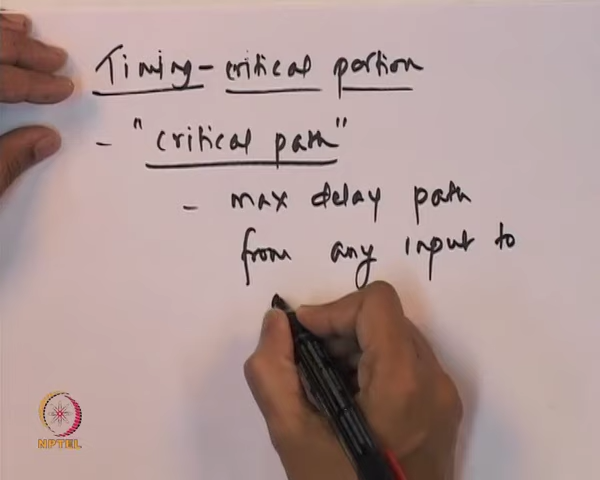 Timing - critical portion
- "critical path"
- max delay path
from any input to
NPTEL